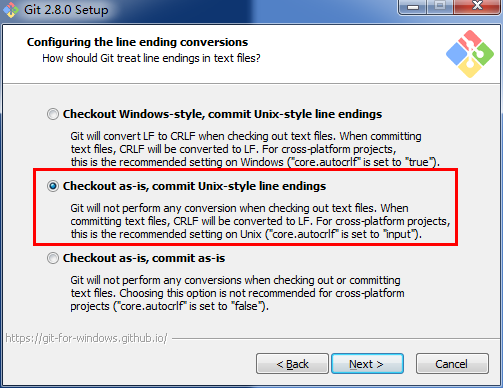 Git 2.8.0 Setup
Configuring the line ending conversions
How should Git treat line endings in text files?
Checkout Windows-style, commit Unix-style line endings
Git will convert LF to CRLF when checking out text files. When committing
text files, CRLF will be converted to LF. For cross-platform projects,
this is the recommended setting on Windows ("core.autocrlf" is set to "true").
Checkout as-is, commit Unix-style line endings
Git will not perform any conversion when checking out text files. When
committing text files, CRLF will be converted to LF. For cross-platform projects,
this is the recommended setting on Unix ("core.autocrlf" is set to "input").
Checkout as-is, commit as-is
Git will not perform any conversions when checking out or committing
text files. Choosing this option is not recommended for cross-platform
projects ("core.autocrlf" is set to "false").
https://git-for-windows.github.io/
< Back
Next >
Cancel